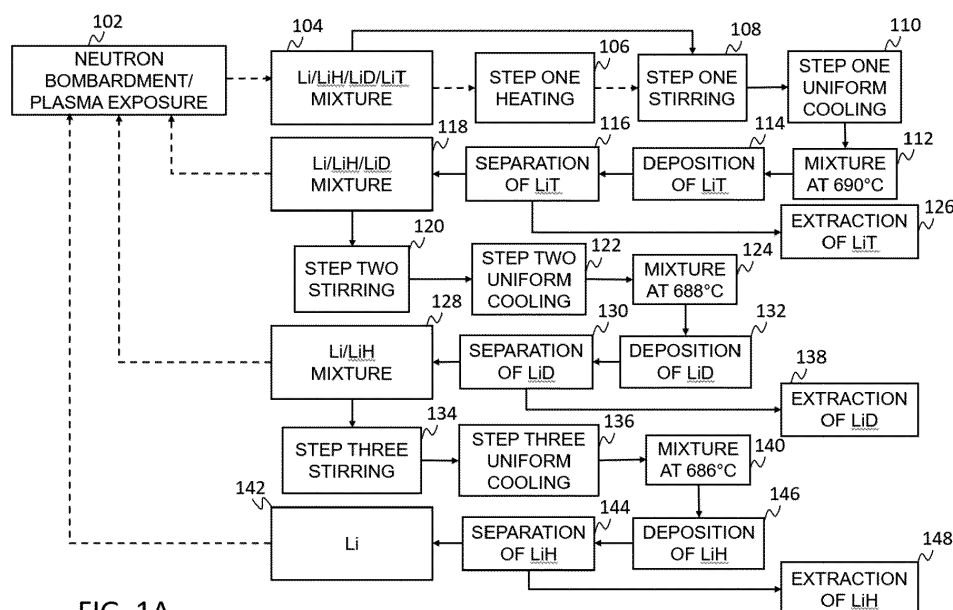 102
NEUTRON
BOMBARDMENT/
PLASMA EXPOSURE
104
Li/LiH/LiD/LiT
MIXTURE
106
STEP ONE
HEATING
108
STEP ONE
STIRRING
110
STEP ONE
UNIFORM
COOLING
112
MIXTURE
AT 690°C
114
DEPOSITION
OF LiT
116
SEPARATION
OF LiT
118
Li/LiH/LiD
MIXTURE
126
EXTRACTION
OF LiT
120
STEP TWO
STIRRING
122
STEP TWO
UNIFORM
COOLING
124
MIXTURE
AT 688°C
132
DEPOSITION
OF LiD
130
SEPARATION
OF LiD
128
Li/LiH
MIXTURE
138
EXTRACTION
OF LiD
134
STEP THREE
STIRRING
136
STEP THREE
UNIFORM
COOLING
140
MIXTURE
AT 686°C
146
DEPOSITION
OF LiH
144
SEPARATION
OF LiH
142
Li
148
EXTRACTION
OF LiH
FIG. 1A